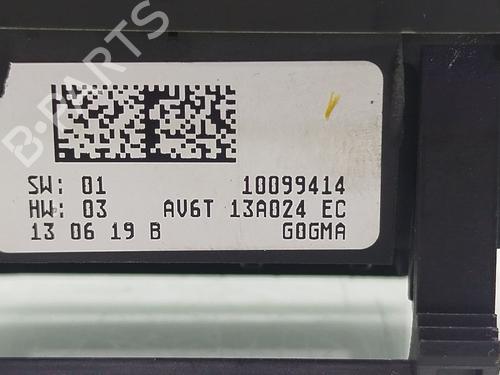 B-PARTS
SW: 01 10099414
HW: 03 AV6T 13A024 EC
13 06 19 B GOGMA